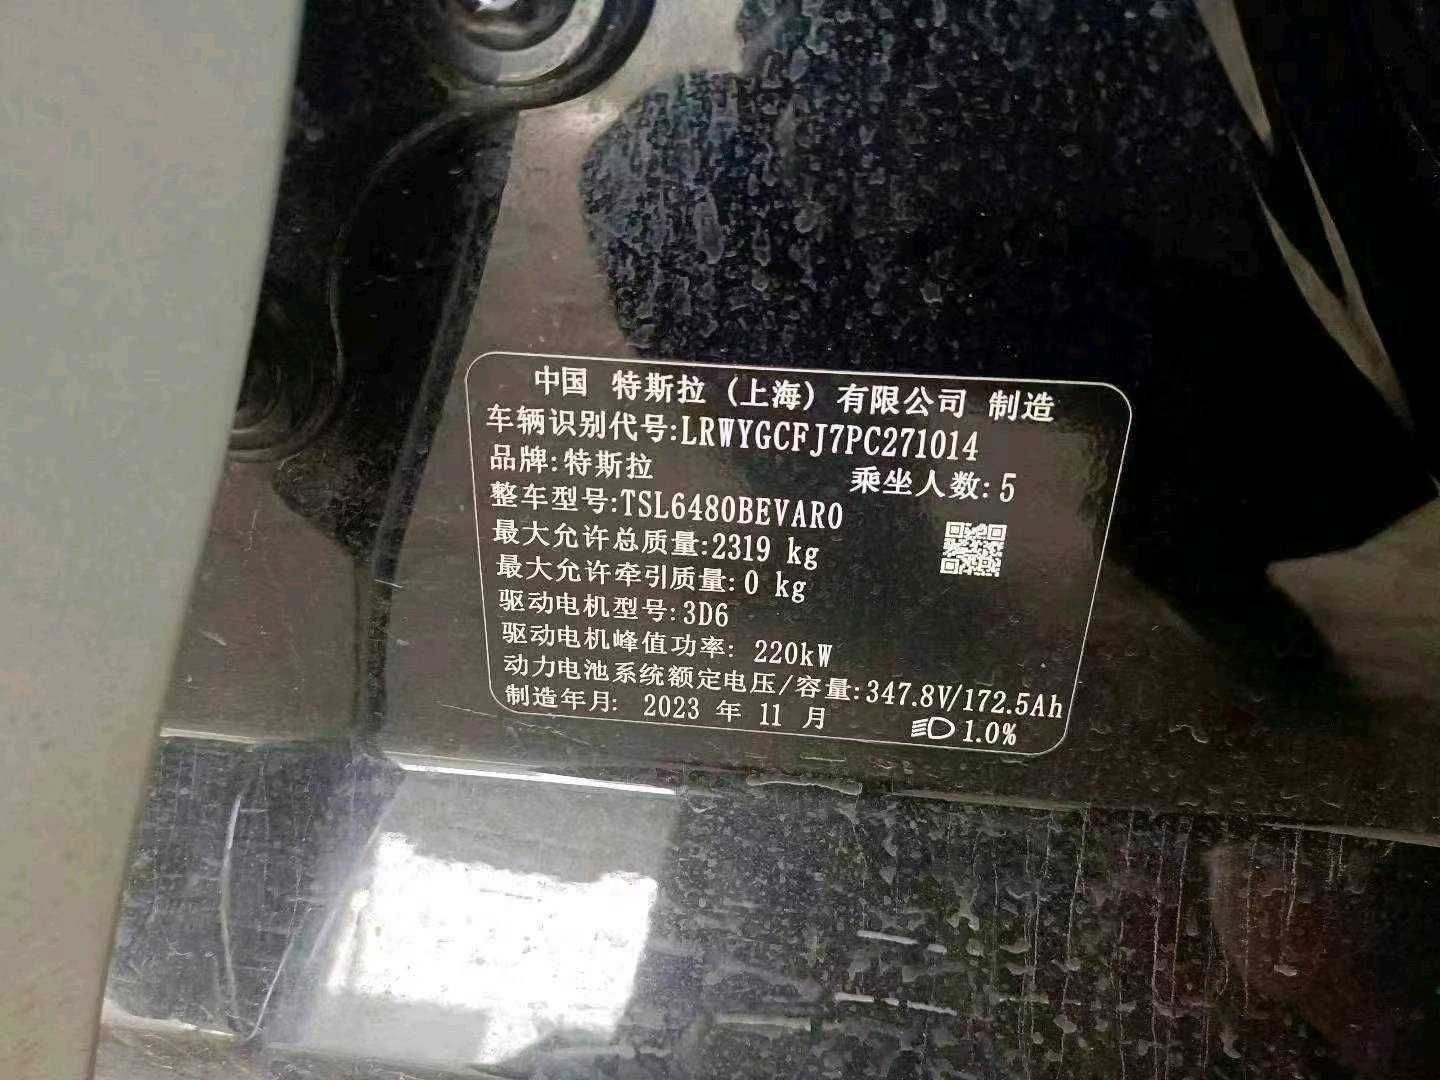 中国 特斯拉 (上海) 有限公司 制造
车辆识别代号:LRWYGCFJ7PC271014
品牌:特斯拉 乘坐人数:5
整车型号:TSL6480BEVAR0
最大允许总质量:2319 kg
最大允许牵引质量:0 kg
驱动电机型号:3D6
驱动电机峰值功率: 220kW
动力电池系统额定电压/容量:347.8V/172.5Ah
制造年月: 2023 年 11 月 1.0%